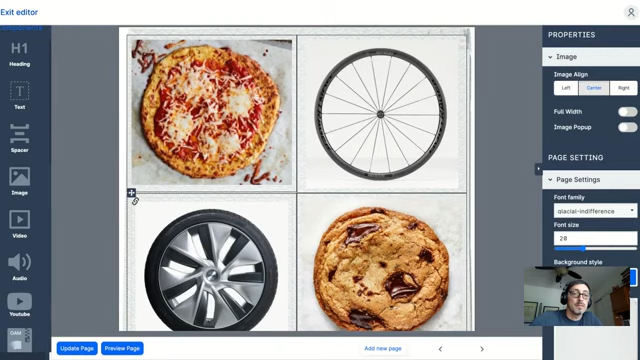 Exit editor
PROPERTIES
H1
Heading
Image
Image Align
Left Center Right
T
Text
Full Width
Image Popup
Spacer
PAGE SETTING
Image
Page Settings
Font family
glacial-indifference
Video
Font size
20
Background style
Audio
Youtube
Update Page
Preview Page
Add new page